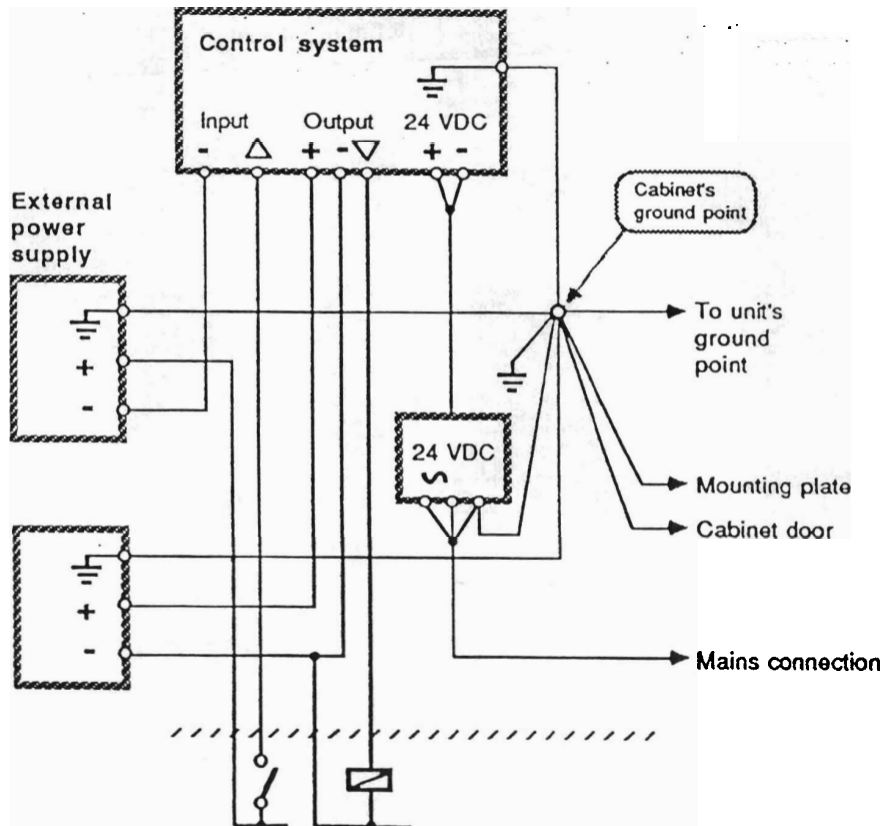 Control system
Input Output 24 VDC
- + - + -
External
power
supply
Cabinet's
ground point
+
-
To unit's
ground
point
24 VDC
Mounting plate
Cabinet door
+
-
Mains connection